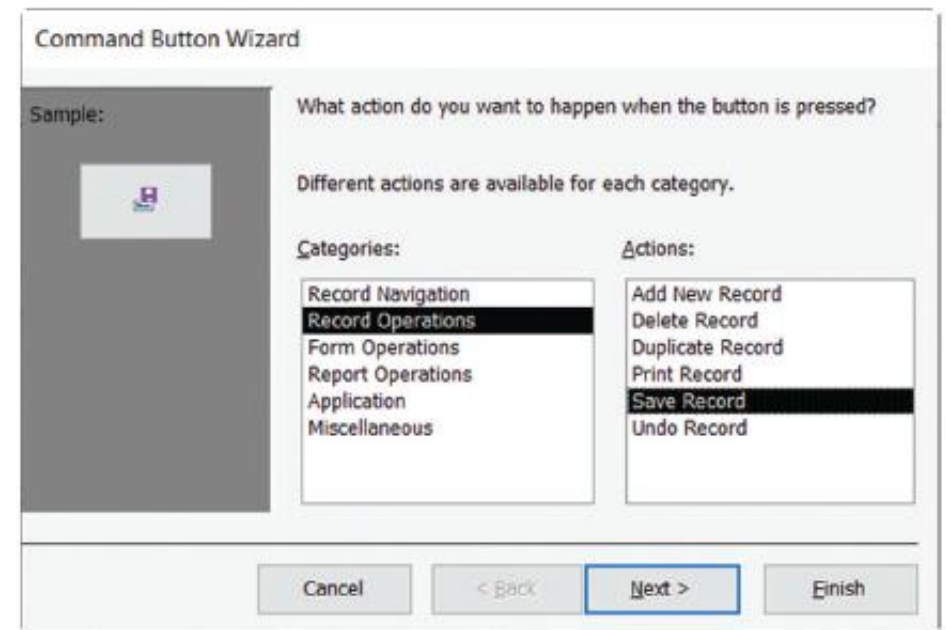 Command Button Wizard
Sample:
What action do you want to happen when the button is pressed?
Different actions are available for each category.
Categories:
Record Navigation
Record Operations
Form Operations
Report Operations
Application
Miscellaneous
Actions:
Add New Record
Delete Record
Duplicate Record
Print Record
Save Record
Undo Record
Cancel
< Back
Next >
Finish